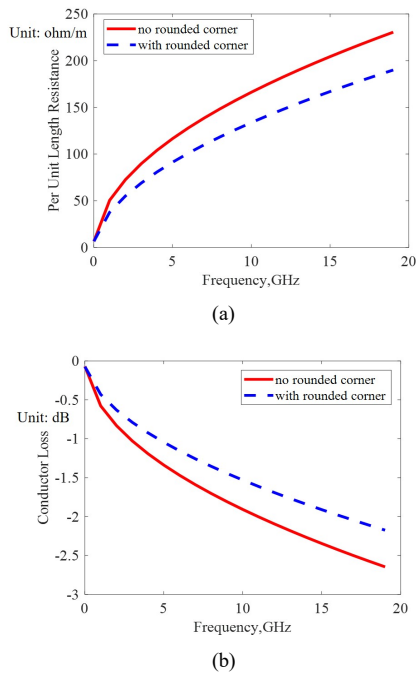 250
Unit: ohm/m
no rounded corner
with rounded corner
200
150
100
50
0
Per Unit Length Resistance
0 5 10 15 20
Frequency,GHz
(a)
0
no rounded corner
with rounded corner
-0.5
Unit: dB
-1
-1.5
-2
-2.5
-3
Conductor Loss
0 5 10 15 20
Frequency,GHz
(b)